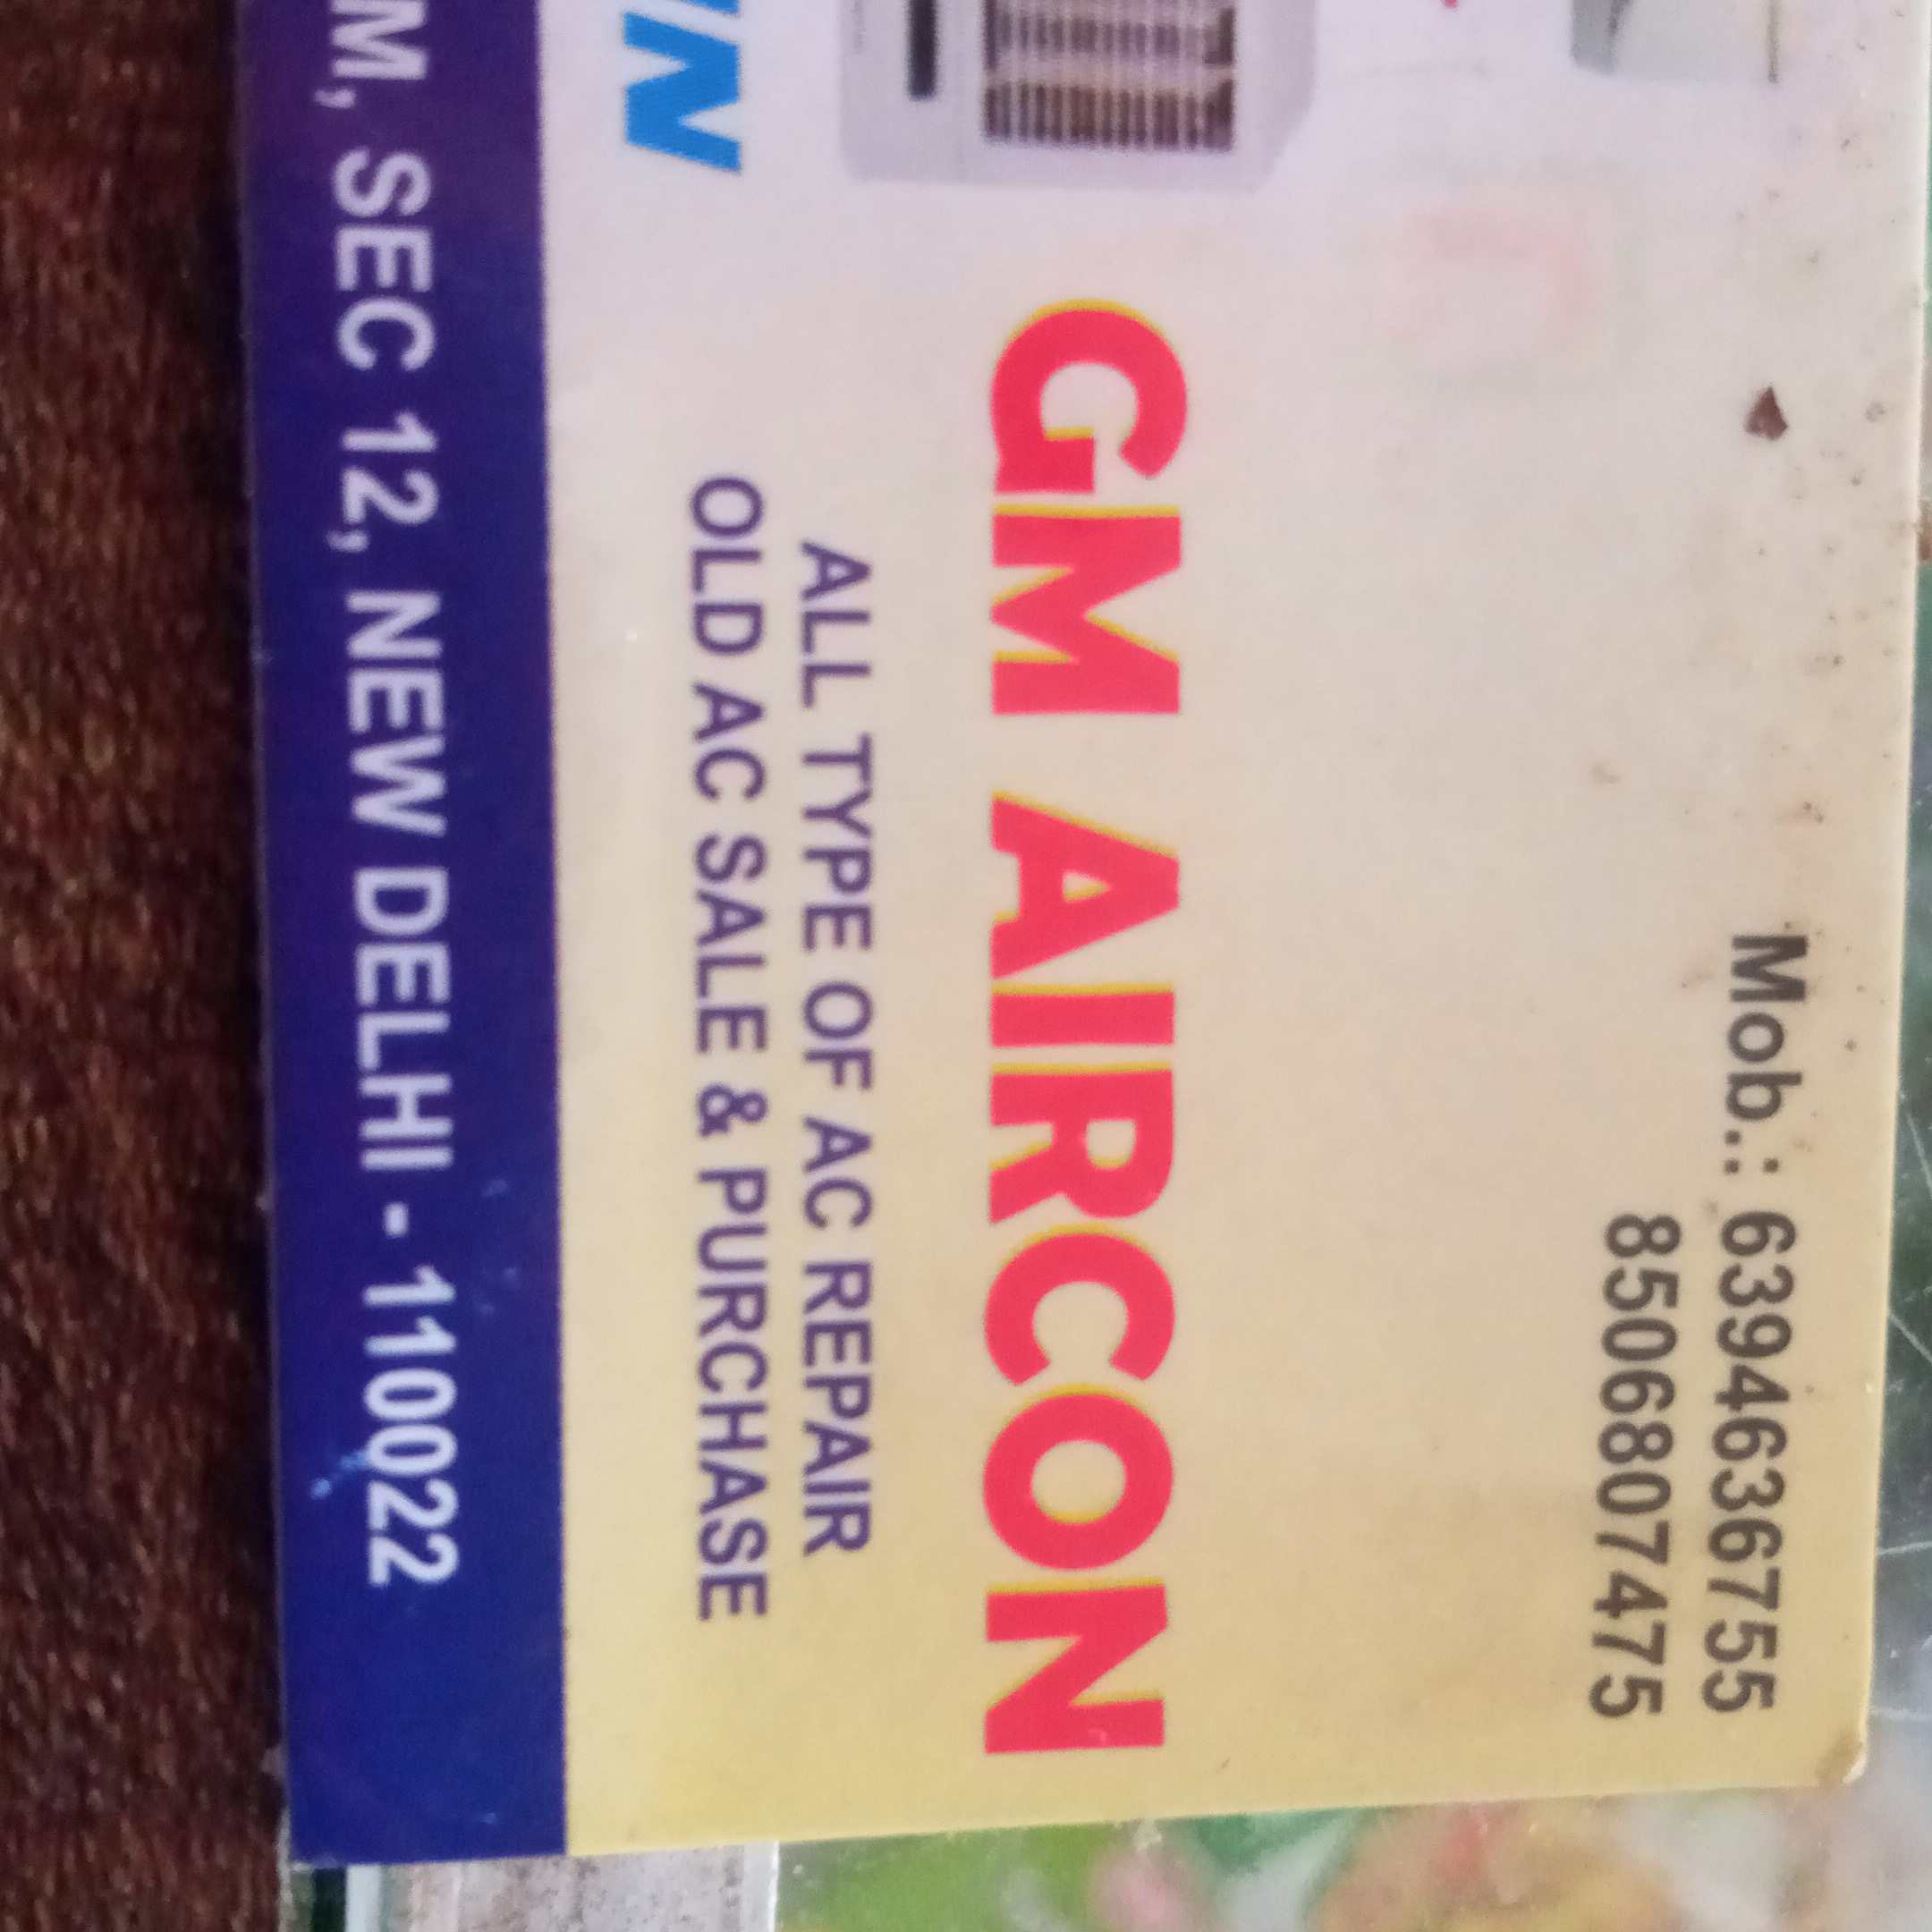 Mob.: 6394636755
8506807475
GM AIRCON
ALL TYPE OF AC REPAIR
OLD AC SALE & PURCHASE
M, SEC 12, NEW DELHI - 110022